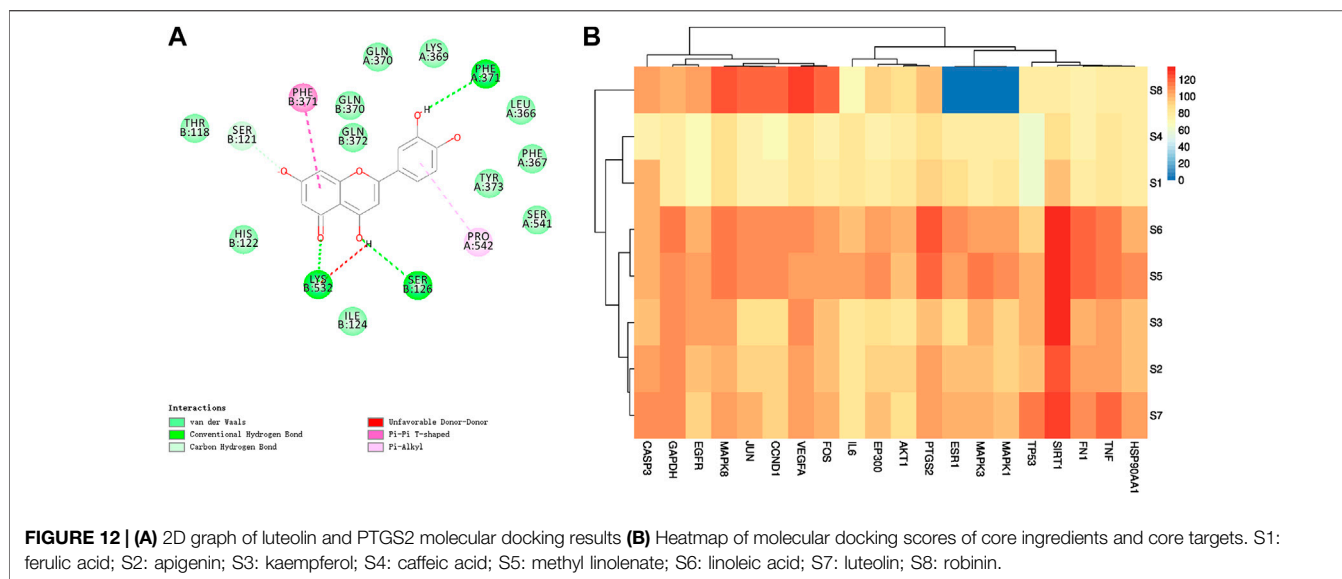 A
GLN
A:370
LYS
A:369
PHE
A:371
PHE
B:371
GLN
B:370
LEU
A:366
THR
B:118
SER
B:121
GLN
B:372
PHE
A:367
TYR
A:373
SER
A:541
HIS
B:122
PRO
A:542
LYS
B:532
SER
B:126
ILE
B:124
O
H
O
O
O
O
O
H
Interactions
van der Waals
Conventional Hydrogen Bond
Carbon Hydrogen Bond
Unfavorable Donor-Donor
Pi-Pi T-shaped
Pi-Alkyl
B
S8
S4
S1
S6
S5
S3
S2
S7
120
100
80
60
40
20
0
CASP3
GAPDH
EGFR
MAPK8
JUN
CCND1
VEGFA
FOS
IL6
EP300
AKT1
PTGS2
ESR1
MAPK3
MAPK1
TP53
SIRT1
FN1
TNF
HSP90AA1
FIGURE 12 | (A) 2D graph of luteolin and PTGS2 molecular docking results (B) Heatmap of molecular docking scores of core ingredients and core targets. S1:
ferulic acid; S2: apigenin; S3: kaempferol; S4: caffeic acid; S5: methyl linolenate; S6: linoleic acid; S7: luteolin; S8: robinin.